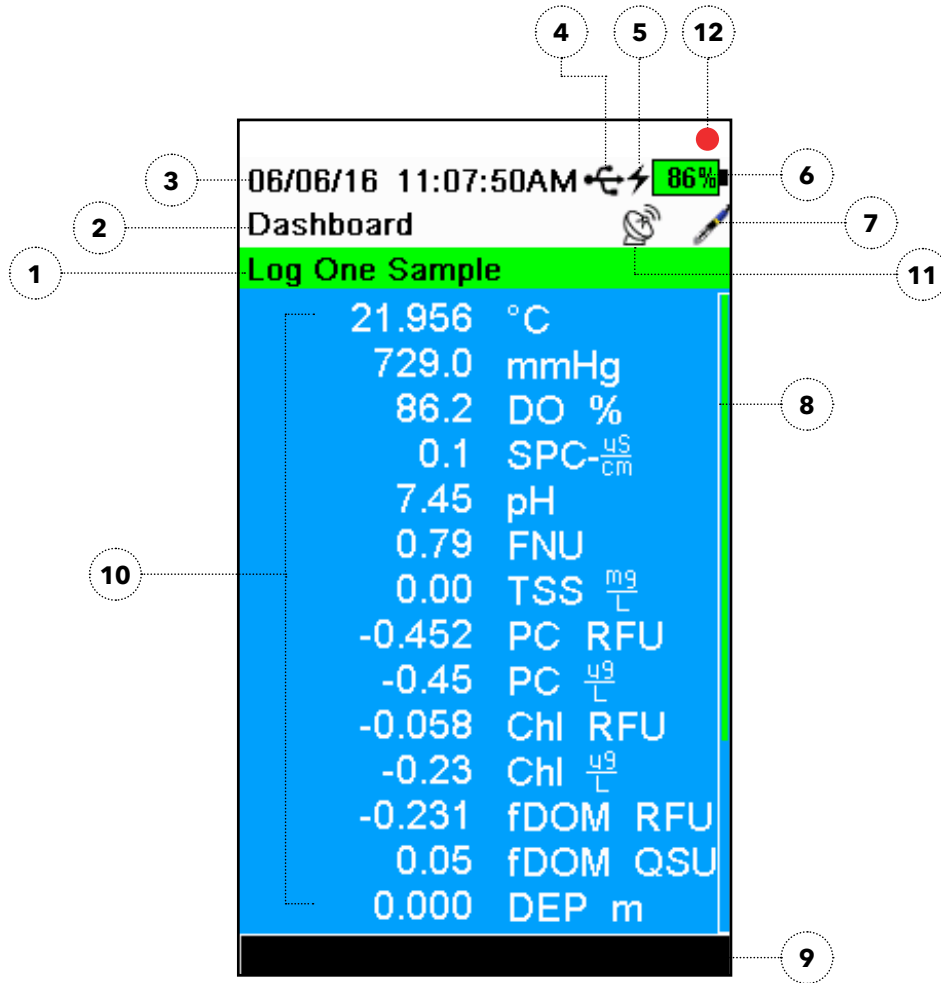 4 5 12
3 06/06/16 11:07:50AM 86% 6
2 Dashboard 7
1 Log One Sample 11
21.956 °C
729.0 mmHg
86.2 DO % 8
0.1 SPC-uS/cm
7.45 pH
0.79 FNU
10 0.00 TSS mg/L
-0.452 PC RFU
-0.45 PC ug/L
-0.058 Chl RFU
-0.23 Chl ug/L
-0.231 fDOM RFU
0.05 fDOM QSU
0.000 DEP m
9